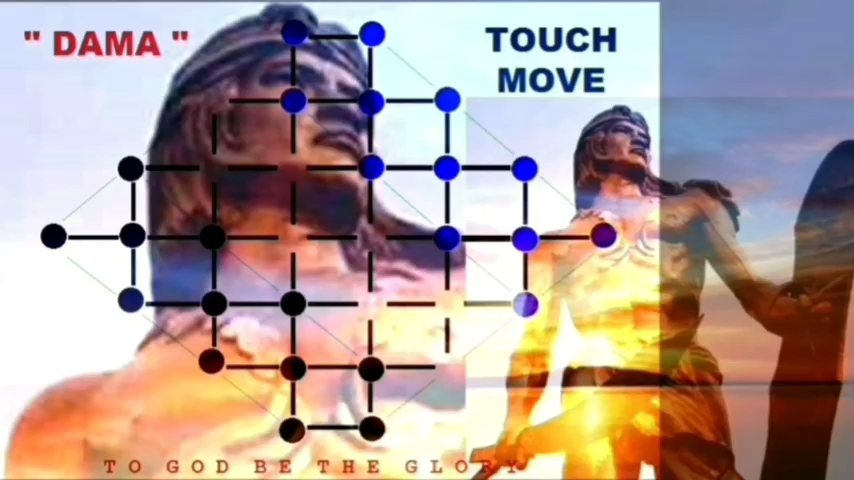 " DAMA "
TOUCH
MOVE
TO GOD BE THE GLORY